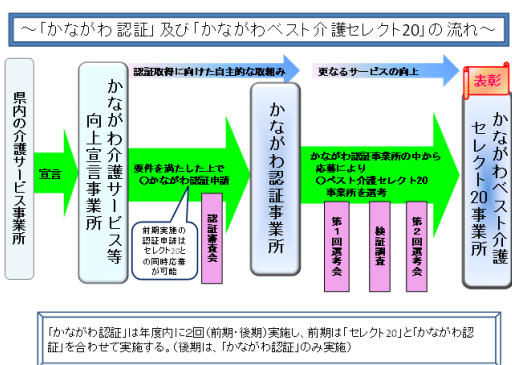 ～「かながわ認証」及び「かながわベスト介護セレクト20」の流れ～
県内の介護サービス事業所
宣言
かながわ介護サービス等
向上宣言事業所
認証取得に向けた自主的な取組み
要件を満たした上で
〇かながわ認証申請
前期実施の
認証申請は
セレクト20と
の同時応募
が可能
認証審査会
かながわ認証事業所
更なるサービスの向上
かながわ認証事業所の中から
応募により
〇ベスト介護セレクト20
事業所を選考
第1回選考会
検証調査
第2回選考会
表彰
かながわベスト介護
セレクト20事業所
「かながわ認証」は年度内に2回(前期・後期)実施し、前期は「セレクト20」と「かながわ認
証」を合わせて実施する。(後期は、「かながわ認証」のみ実施)